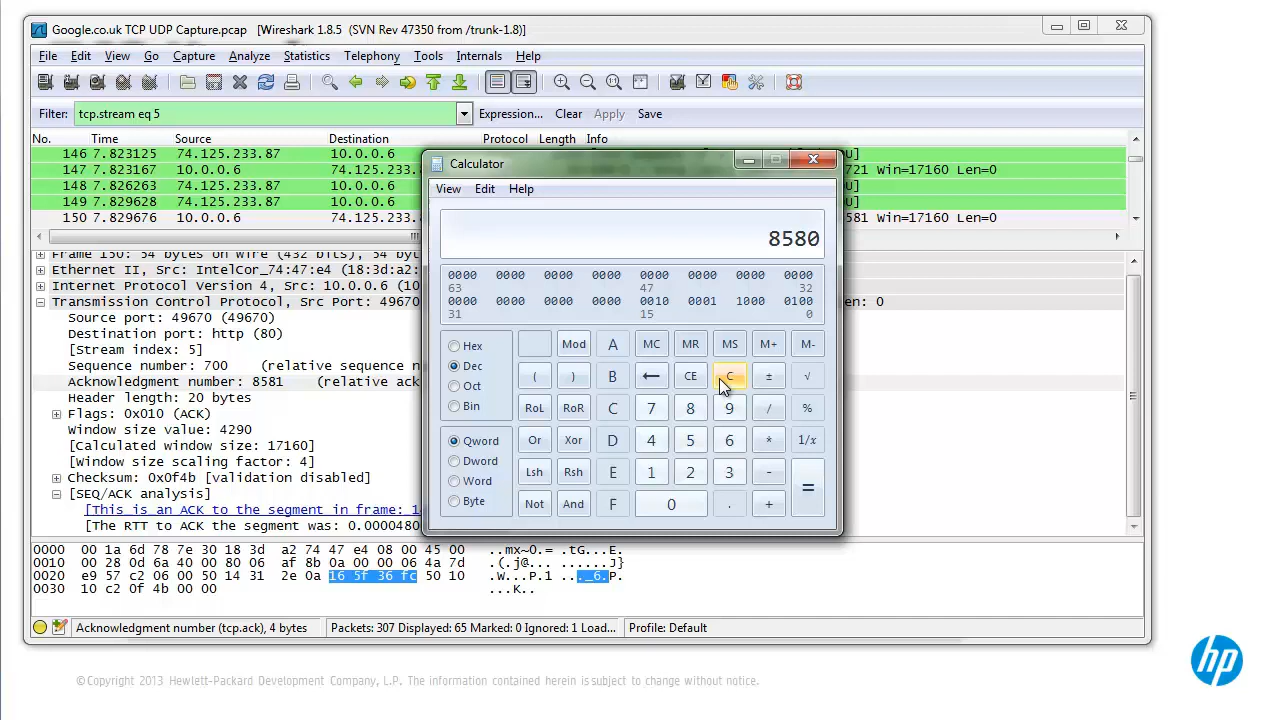 Google.co.uk TCP UDP Capture.pcap [Wireshark 1.8.5 (SVN Rev 47350 from /trunk-1.8)]
File Edit View Go Capture Analyze Statistics Telephony Tools Internals Help
Filter: tcp.stream eq 5 Expression... Clear Apply Save
No. Time Source Destination Protocol Length Info
146 7.823125 74.125.233.87 10.0.0.6 U]
147 7.823167 10.0.0.6 74.125.233. 721 Win=17160 Len=0
148 7.826263 74.125.233.87 10.0.0.6 U]
149 7.829628 74.125.233.87 10.0.0.6 U]
150 7.829676 10.0.0.6 74.125.233. 8581 Win=17160 Len=0
Frame 150: 54 bytes on wire (432 bits),
Ethernet II, Src: IntelCor_74:47:e4 (18:3d:a2:
Internet Protocol Version 4, Src: 10.0.0.6 (10
Transmission Control Protocol, Src Port: 49670 n: 0
Source port: 49670 (49670)
Destination port: http (80)
[Stream index: 5]
Sequence number: 700 (relative sequence n
Acknowledgment number: 8581 (relative ack
Header length: 20 bytes
Flags: 0x010 (ACK)
Window size value: 4290
[Calculated window size: 17160]
[Window size scaling factor: 4]
Checksum: 0x0f4b [validation disabled]
[SEQ/ACK analysis]
[This is an ACK to the segment in frame: 1
[The RTT to ACK the segment was: 0.0000480
0000 00 1a 6d 78 7e 30 18 3d a2 74 47 e4 08 00 45 00 ..mx~0.= .tG...E.
0010 00 28 0d 6a 40 00 80 06 af 8b 0a 00 00 06 4a 7d .(.j@... ......J}
0020 e9 57 c2 06 00 50 14 31 2e 0a 16 5f 36 fc 50 10 .W...P.1 ..._6.P.
0030 10 c2 0f 4b 00 00 ...K..
Acknowledgment number (tcp.ack), 4 bytes Packets: 307 Displayed: 65 Marked: 0 Ignored: 1 Load... Profile: Default
Calculator
View Edit Help
8580
0000 0000 0000 0000 0000 0000 0000 0000
63 47 32
0000 0000 0000 0000 0010 0001 1000 0100
31 15 0
Hex Mod A MC MR MS M+ M-
Dec ( ) B ← CE C ± √
Oct
Bin RoL RoR C 7 8 9 / %
Qword Or Xor D 4 5 6 * 1/x
Dword
Word Lsh Rsh E 1 2 3 - =
Byte Not And F 0 . +
hp
©Copyright 2013 Hewlett-Packard Development Company, L.P. The information contained herein is subject to change without notice.